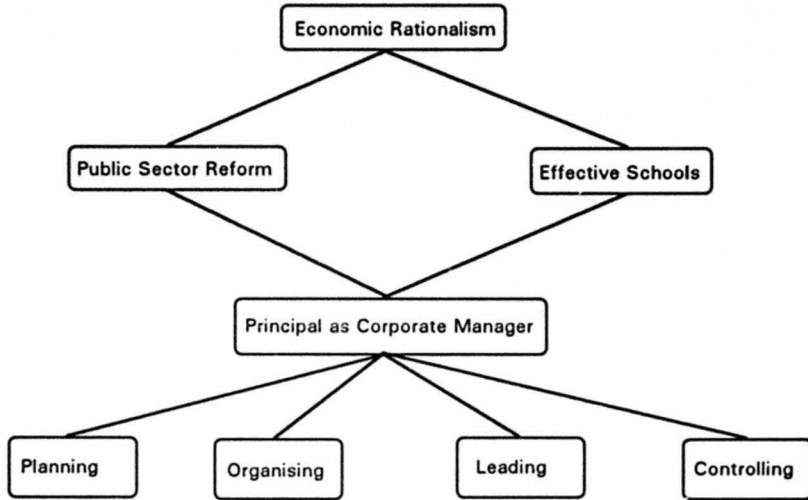 Economic Rationalism
Public Sector Reform
Effective Schools
Principal as Corporate Manager
Planning
Organising
Leading
Controlling